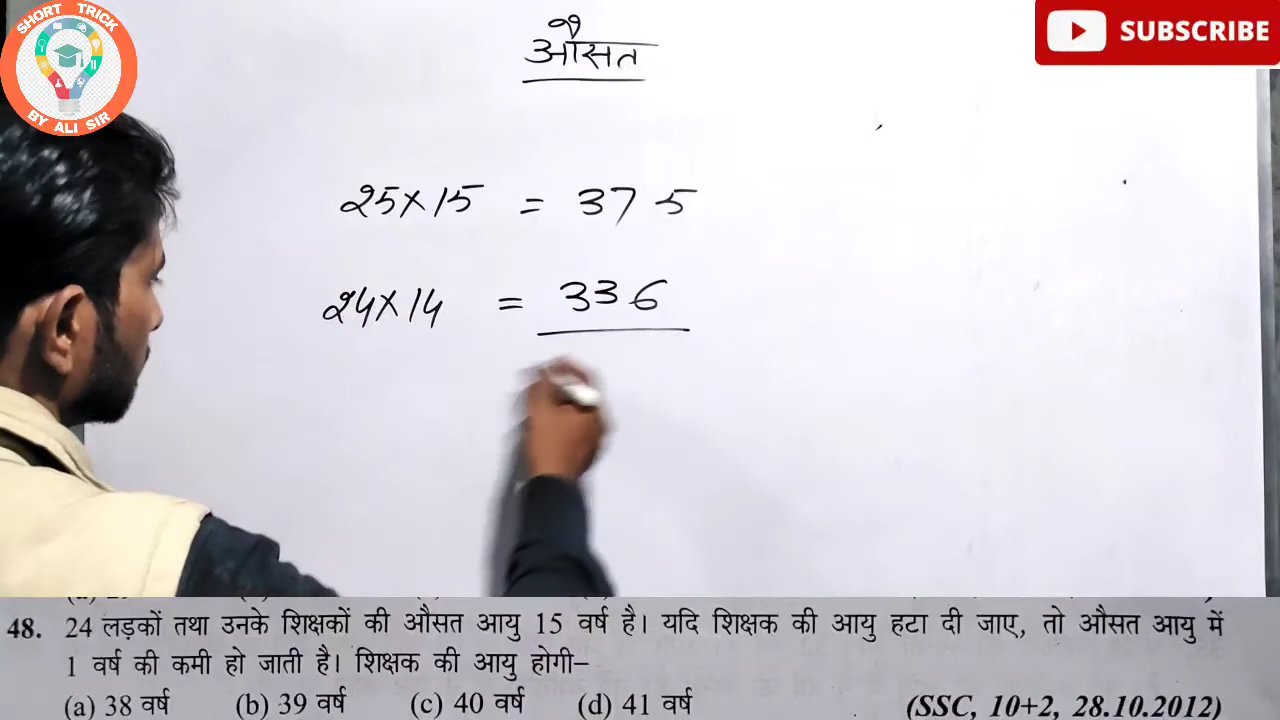 SHORT TRICK
BY ALI SIR
SUBSCRIBE
औसत
25×15 = 375
24×14 = 336
48. 24 लड़कों तथा उनके शिक्षकों की औसत आयु 15 वर्ष है। यदि शिक्षक की आयु हटा दी जाए, तो औसत आयु में
1 वर्ष की कमी हो जाती है। शिक्षक की आयु होगी–
(a) 38 वर्ष (b) 39 वर्ष (c) 40 वर्ष (d) 41 वर्ष (SSC, 10+2, 28.10.2012)